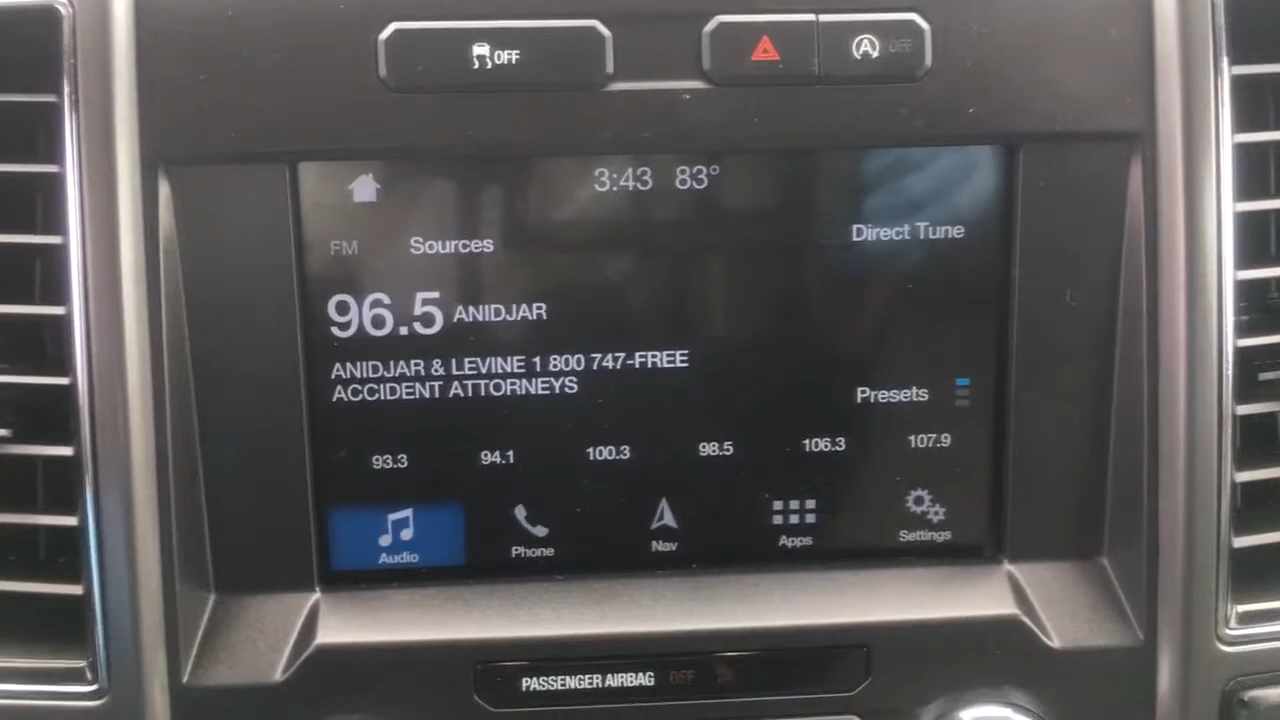 OFF
A OFF
3:43 83°
FM Sources Direct Tune
96.5 ANIDJAR
ANIDJAR & LEVINE 1 800 747-FREE
ACCIDENT ATTORNEYS
Presets
93.3 94.1 100.3 98.5 106.3 107.9
Audio Phone Nav Apps Settings
PASSENGER AIRBAG OFF ON